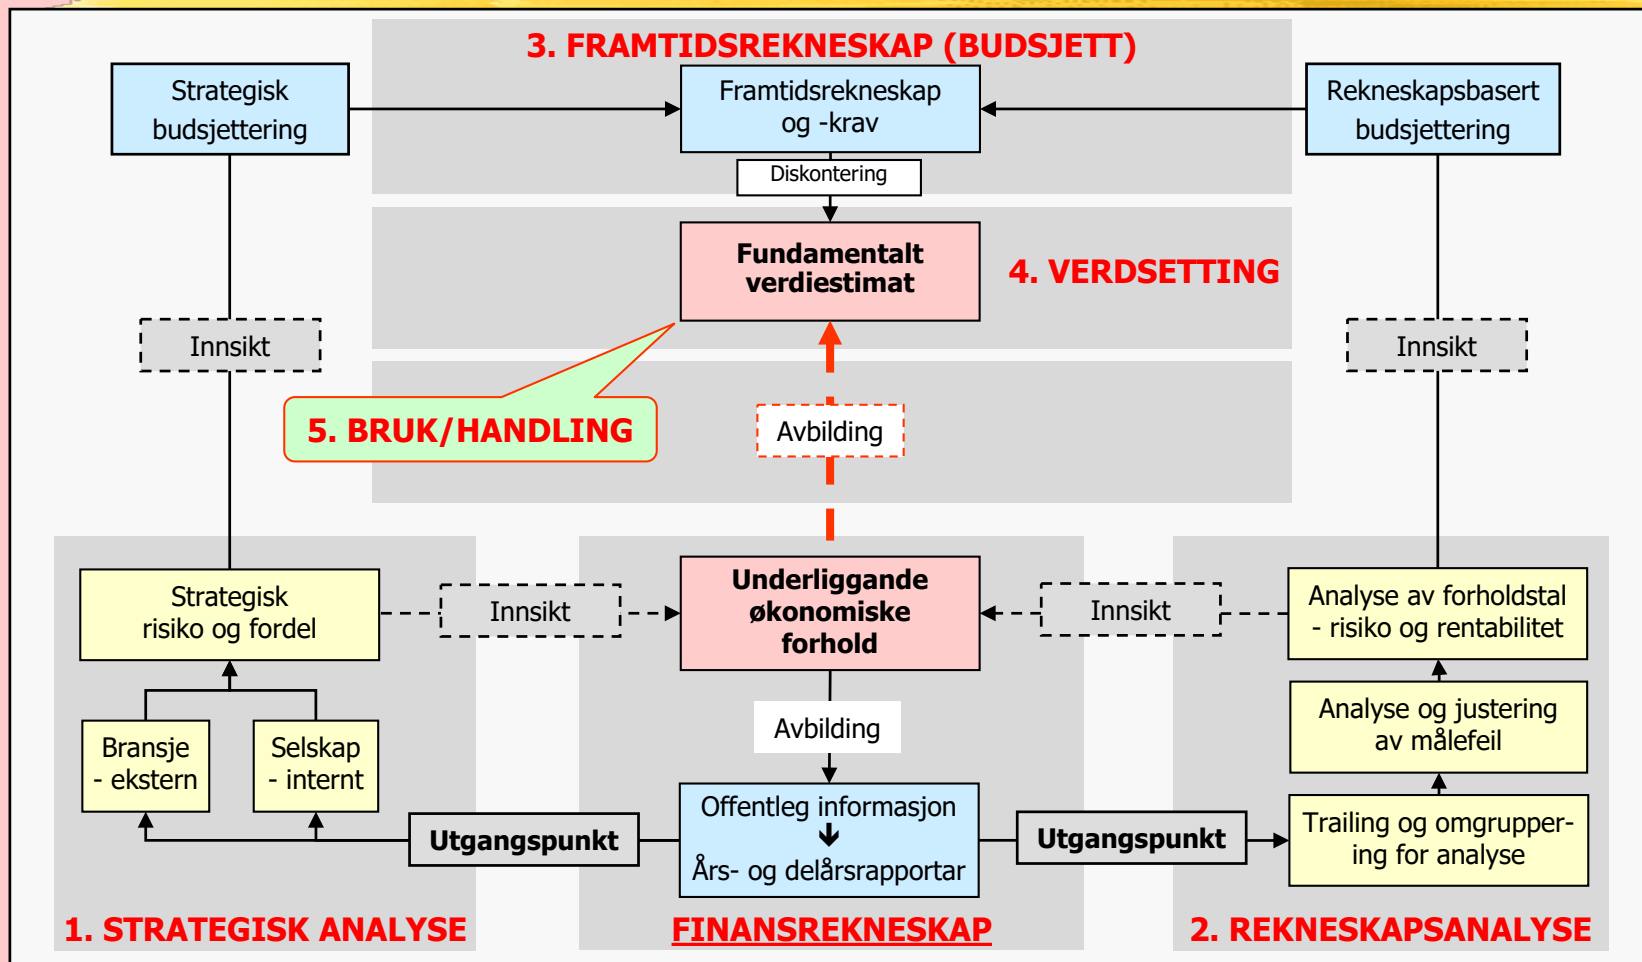 3. FRAMTIDSREKNESKAP (BUDSJETT)
Strategisk
budsjettering
Framtidsrekneskap
og -krav
Rekneskapsbasert
budsjettering
Diskontering
Fundamentalt
verdiestimat
4. VERDSETTING
Innsikt
Innsikt
5. BRUK/HANDLING
Avbilding
Strategisk
risiko og fordel
Innsikt
Underliggande
økonomiske
forhold
Innsikt
Analyse av forholdstal
- risiko og rentabilitet
Bransje
- ekstern
Selskap
- internt
Avbilding
Analyse og justering
av målefeil
Utgangspunkt
Offentleg informasjon
Års- og delårsrapportar
Utgangspunkt
Trailing og omgrupper-
ing for analyse
1. STRATEGISK ANALYSE
FINANSREKNESKAP
2. REKNESKAPSANALYSE